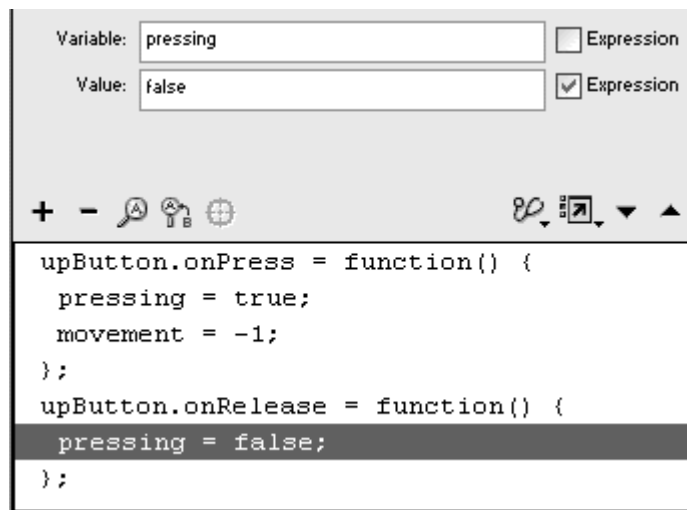 Variable: pressing Expression
Value: false Expression
upButton.onPress = function() {
pressing = true;
movement = -1;
};
upButton.onRelease = function() {
pressing = false;
};